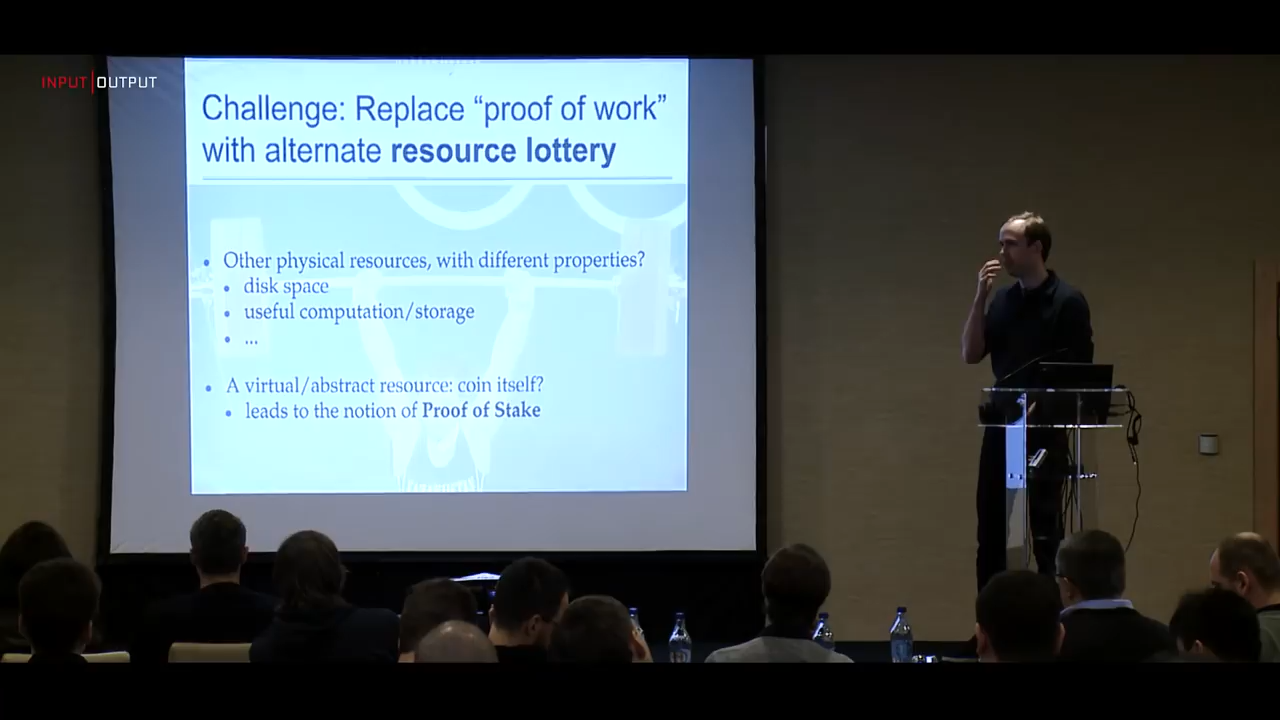 INPUT|OUTPUT
Challenge: Replace “proof of work”
with alternate resource lottery
• Other physical resources, with different properties?
• disk space
• useful computation/storage
• ...
• A virtual/abstract resource: coin itself?
• leads to the notion of Proof of Stake